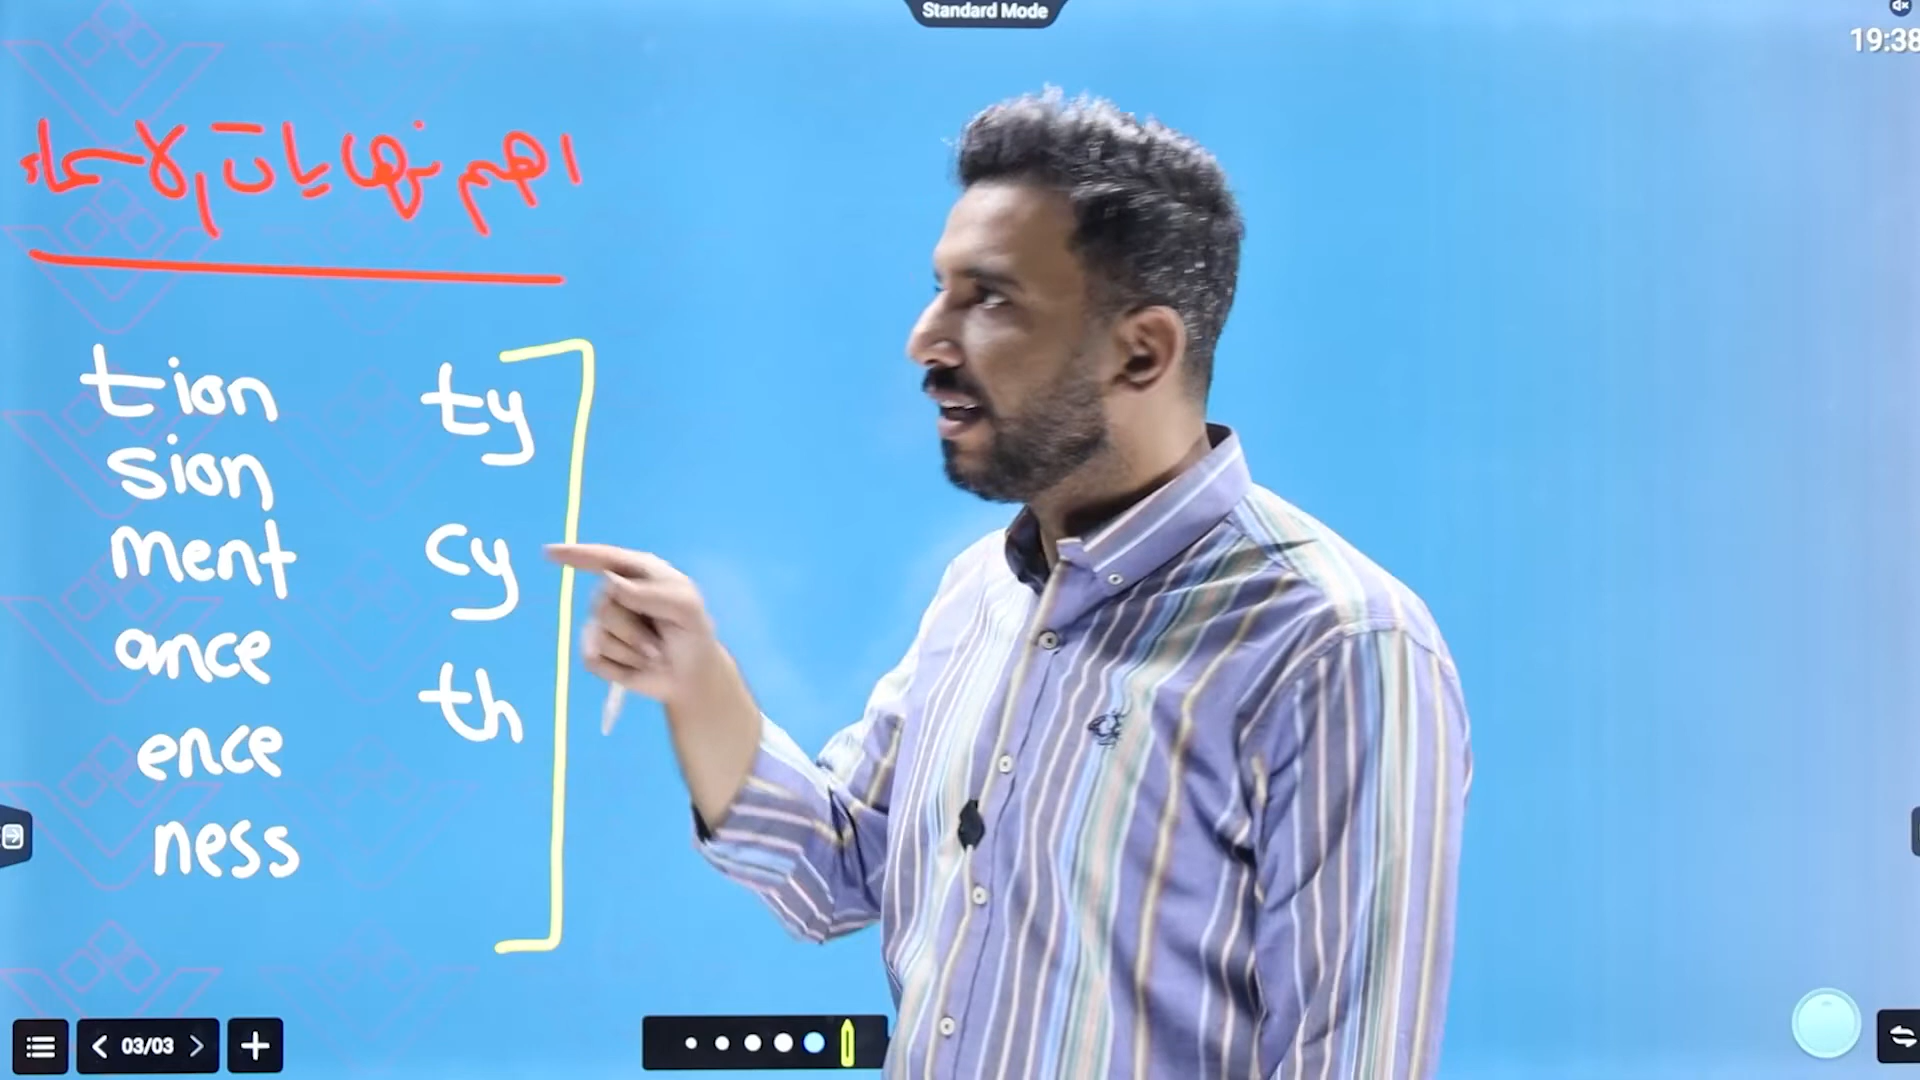 Standard Mode
19:38
اهم نهايات الاسماء
tion
sion
ment
ance
ence
ness
ty
cy
th
03/03